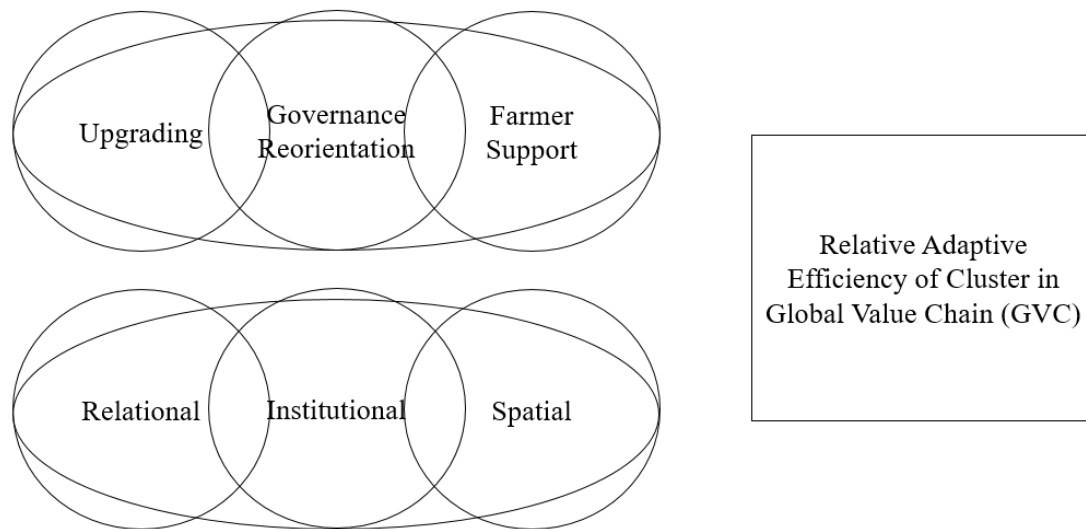 Upgrading
Governance
Reorientation
Farmer
Support
Relational
Institutional
Spatial
Relative Adaptive
Efficiency of Cluster in
Global Value Chain (GVC)